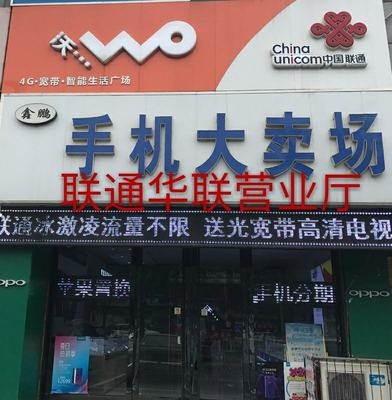 沃... WO
China
unicom中国联通
4G·宽带·智能生活广场
鑫鹏
手机大卖场
联通华联营业厅
联通冰激凌流量不限 送光宽带高清电视
苹果置换
手机分期
oppo
oppo